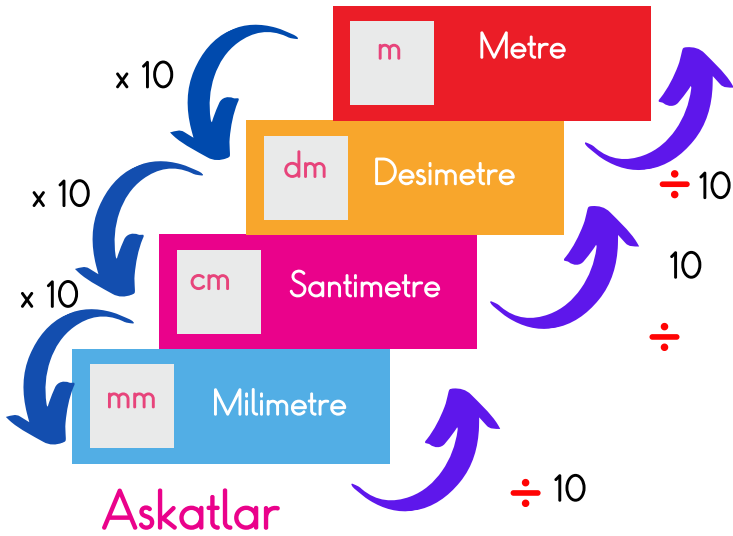 m Metre
x 10
dm Desimetre
÷ 10
x 10
cm Santimetre
10
÷
x 10
mm Milimetre
÷ 10
Askatlar